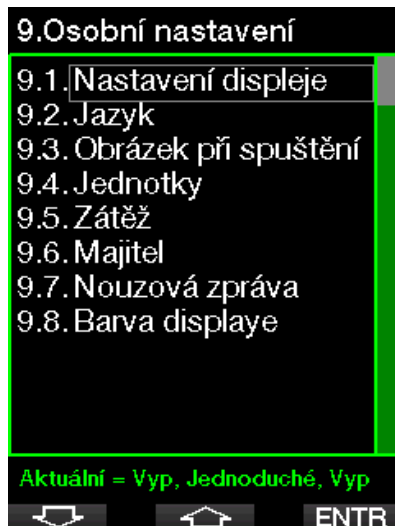 9.Osobní nastavení
9.1.Nastavení displeje
9.2.Jazyk
9.3.Obrázek při spuštění
9.4.Jednotky
9.5.Zátěž
9.6.Majitel
9.7.Nouzová zpráva
9.8.Barva displaye
Aktuální = Vyp, Jednoduché, Vyp
ENTR